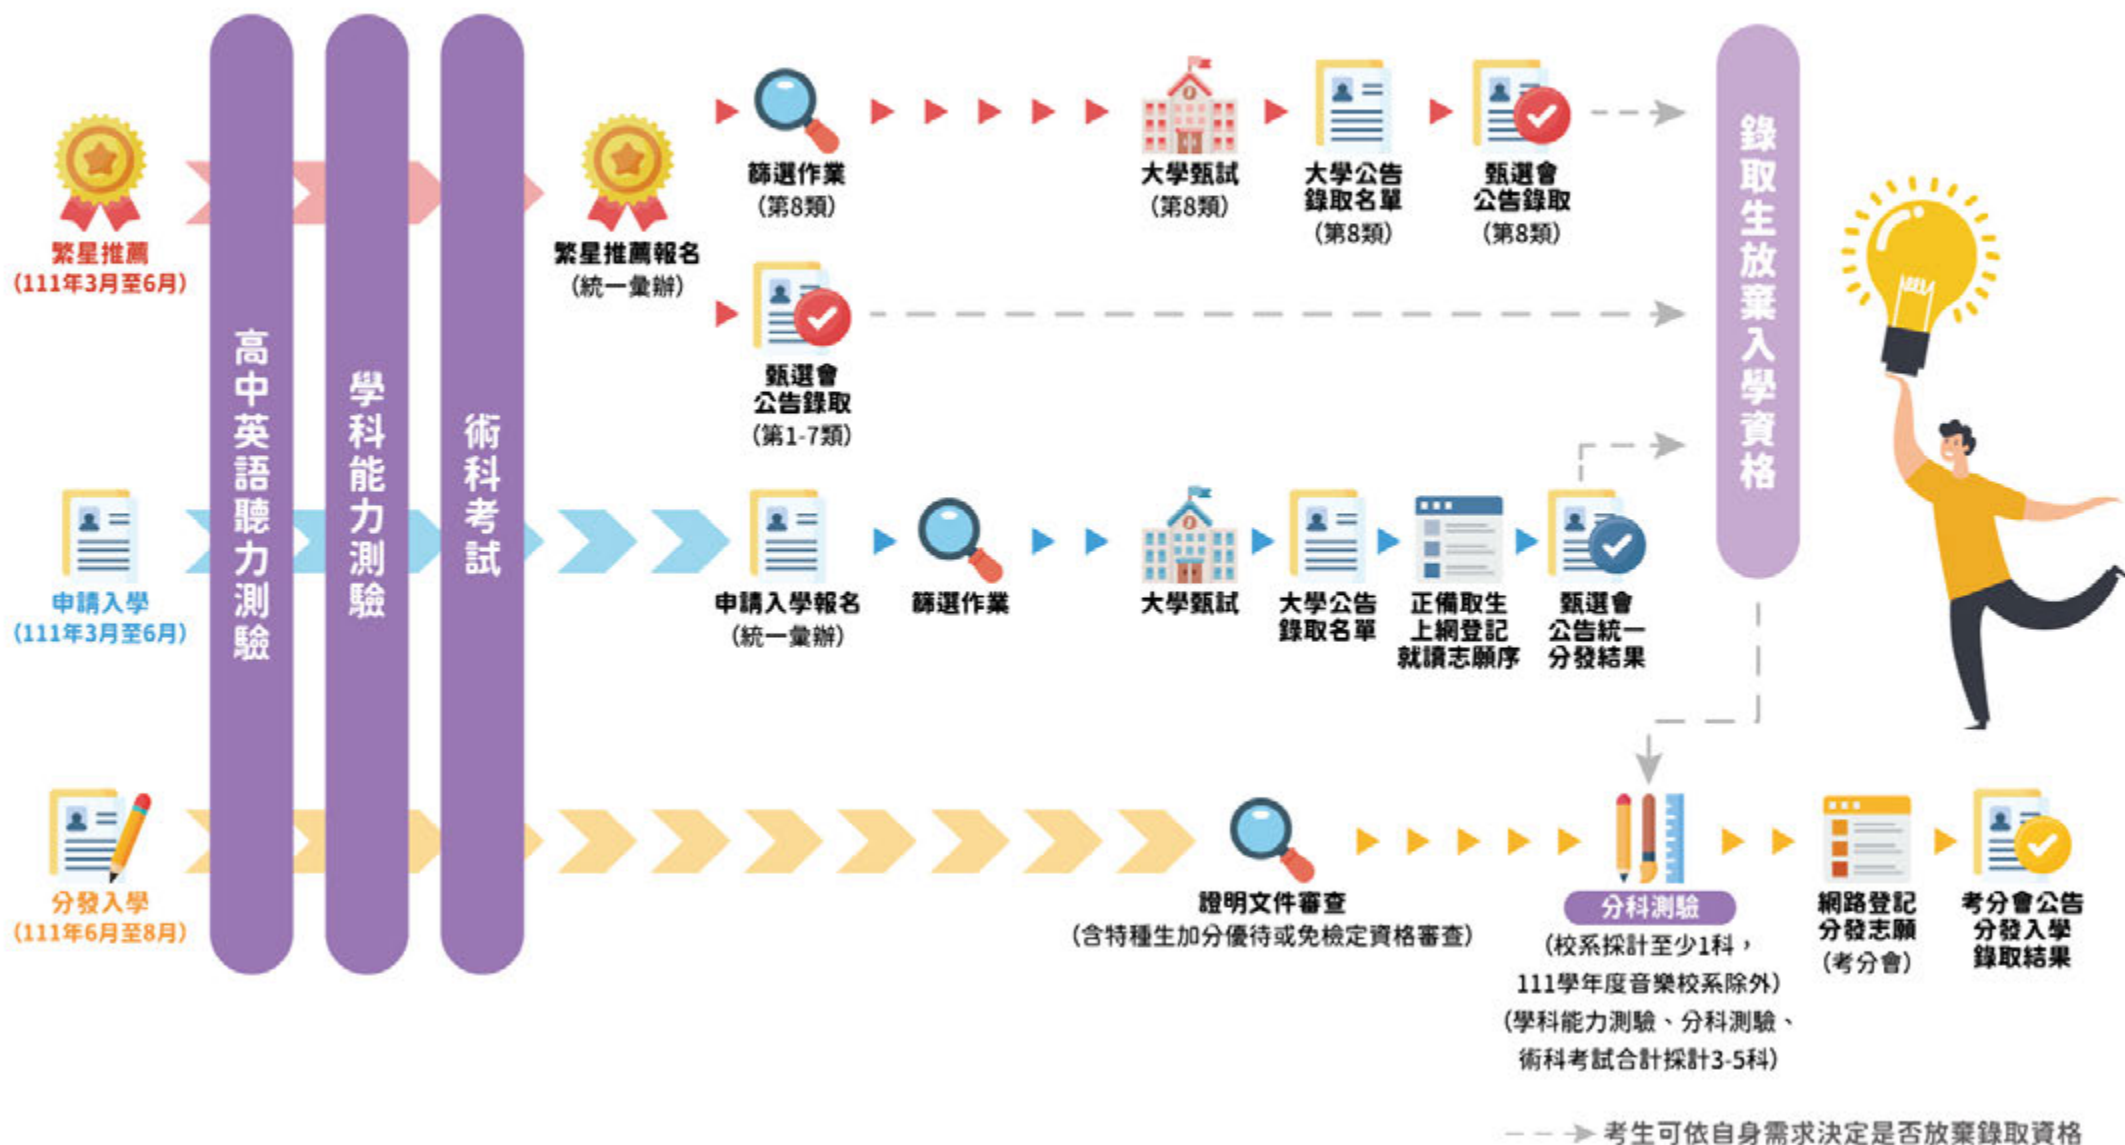 繁星推薦
(111年3月至6月)
申請入學
(111年3月至6月)
分發入學
(111年6月至8月)
高中英語聽力測驗
學科能力測驗
術科考試
繁星推薦報名
(統一彙辦)
篩選作業
(第8類)
大學甄試
(第8類)
大學公告
錄取名單
(第8類)
甄選會
公告錄取
(第8類)
甄選會
公告錄取
(第1-7類)
申請入學報名
(統一彙辦)
篩選作業
大學甄試
大學公告
錄取名單
正備取生
上網登記
就讀志願序
甄選會
公告統一
分發結果
錄取生放棄入學資格
證明文件審查
(含特種生加分優待或免檢定資格審查)
分科測驗
(校系採計至少1科，
111學年度音樂校系除外)
(學科能力測驗、分科測驗、
術科考試合計採計3-5科)
網路登記
分發志願
(考分會)
考分會公告
分發入學
錄取結果
考生可依自身需求決定是否放棄錄取資格